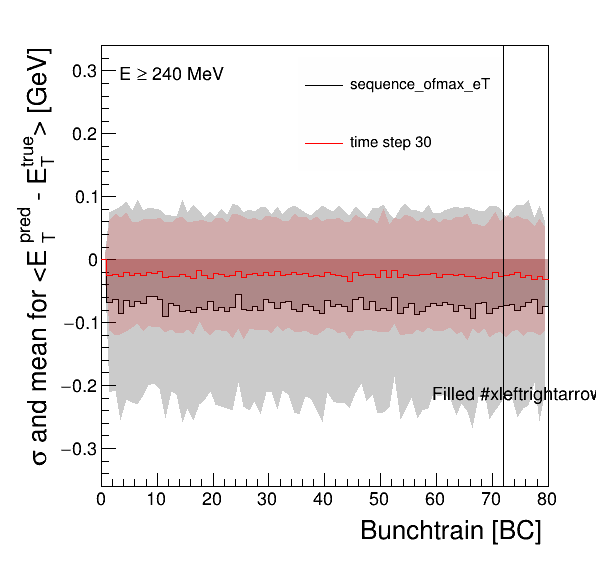 E ≥ 240 MeV
sequence_ofmax_eT
time step 30
Filled #xleftrightarrow
σ and mean for <E_T^pred - E_T^true> [GeV]
0.3
0.2
0.1
0
−0.1
−0.2
−0.3
0 10 20 30 40 50 60 70 80
Bunchtrain [BC]